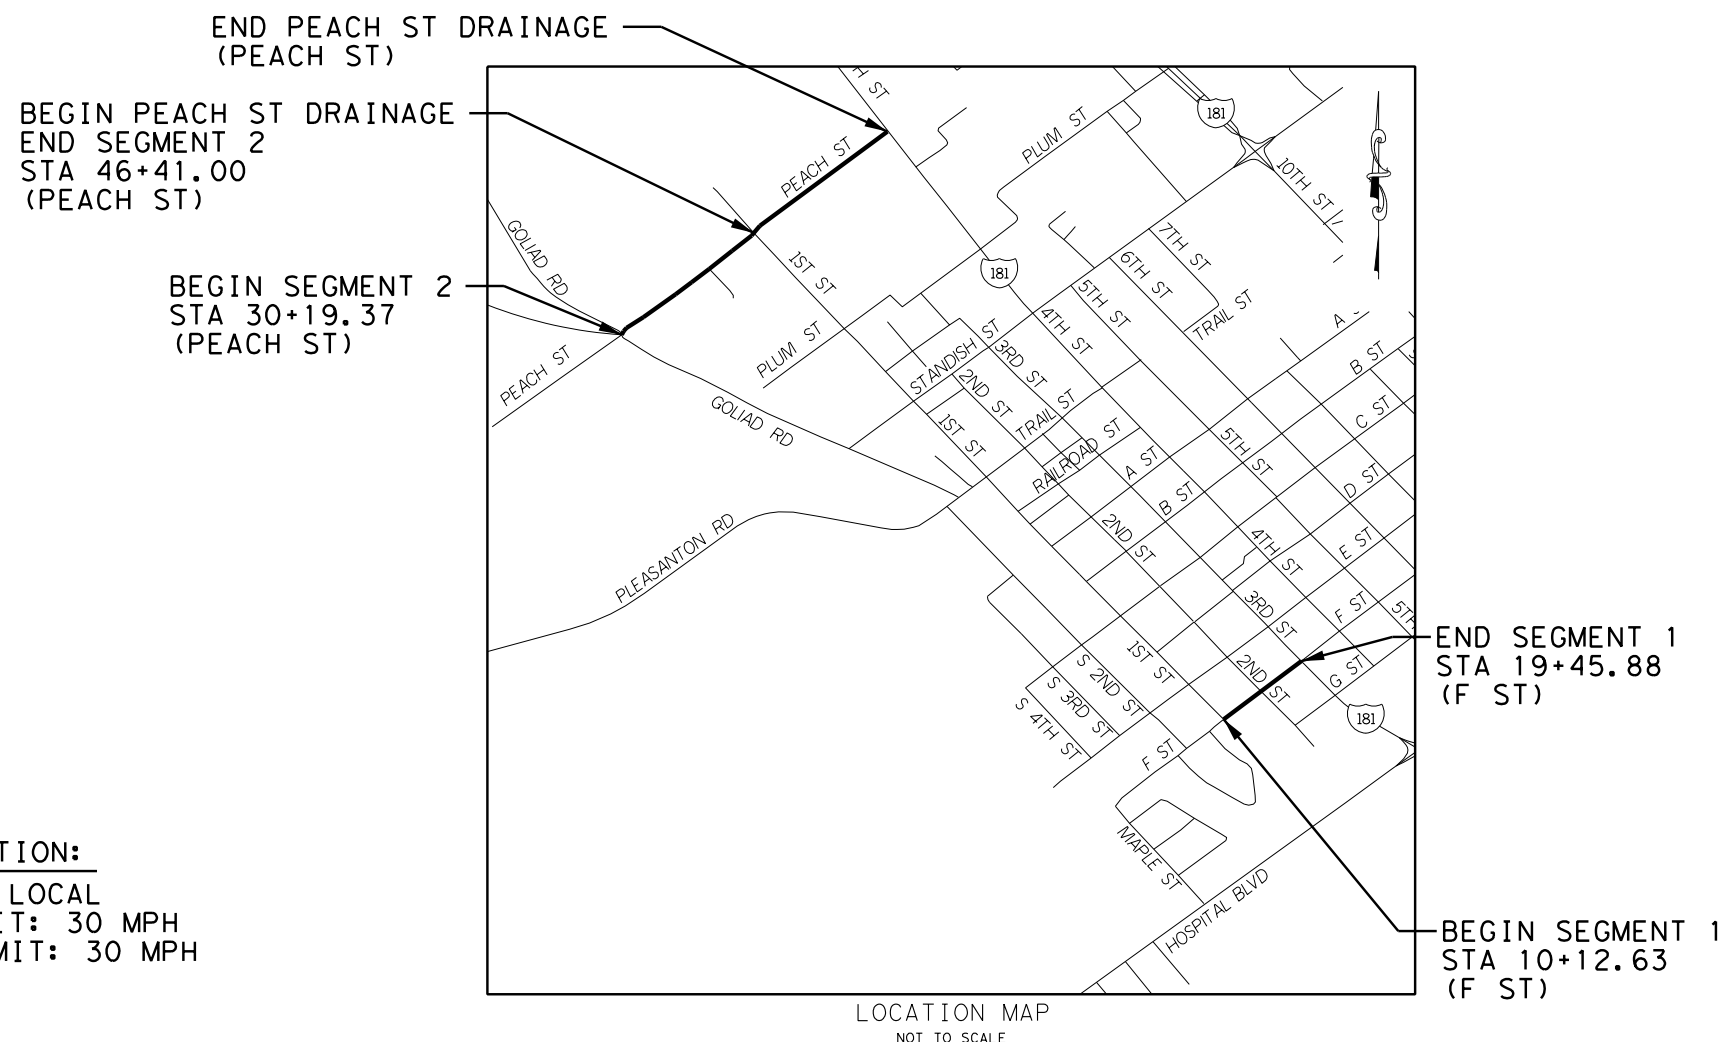 END PEACH ST DRAINAGE
(PEACH ST)
BEGIN PEACH ST DRAINAGE
END SEGMENT 2
STA 46+41.00
(PEACH ST)
BEGIN SEGMENT 2
STA 30+19.37
(PEACH ST)
H ST
181
PLUM ST
PEACH ST
10TH ST
GOLIAD RD
1ST ST
181
7TH ST
6TH ST
5TH ST
TRAIL ST
4TH ST
A
B ST
PLUM ST
STANDISH ST
3RD ST
PEACH ST
2ND ST
GOLIAD RD
1ST ST
TRAIL ST
C ST
RAILROAD ST
A ST
5TH ST
D ST
B ST
2ND ST
4TH ST
E ST
PLEASANTON RD
3RD ST
F ST
5TH
END SEGMENT 1
STA 19+45.88
(F ST)
1ST ST
2ND ST
G ST
S 2ND ST
S 3RD ST
S 4TH ST
181
F ST
MAPLE ST
HOSPITAL BLVD
TION:
LOCAL
IT: 30 MPH
MIT: 30 MPH
BEGIN SEGMENT 1
STA 10+12.63
(F ST)
LOCATION MAP
NOT TO SCALE